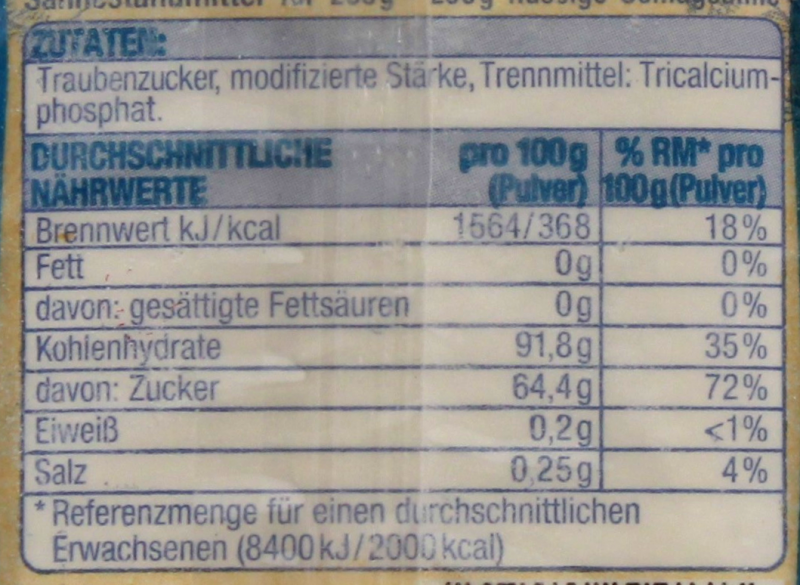 ZUTATEN:
Traubenzucker, modifizierte Stärke, Trennmittel: Tricalcium-
phosphat.
DURCHSCHNITTLICHE NÄHRWERTE pro 100g (Pulver) % RM* pro 100g (Pulver)
Brennwert kJ/kcal 1564/368 18%
Fett 0g 0%
davon: gesättigte Fettsäuren 0g 0%
Kohlenhydrate 91,8g 35%
davon: Zucker 64,4g 72%
Eiweiß 0,2g <1%
Salz 0,25g 4%
* Referenzmenge für einen durchschnittlichen
Erwachsenen (8400 kJ/2000 kcal)